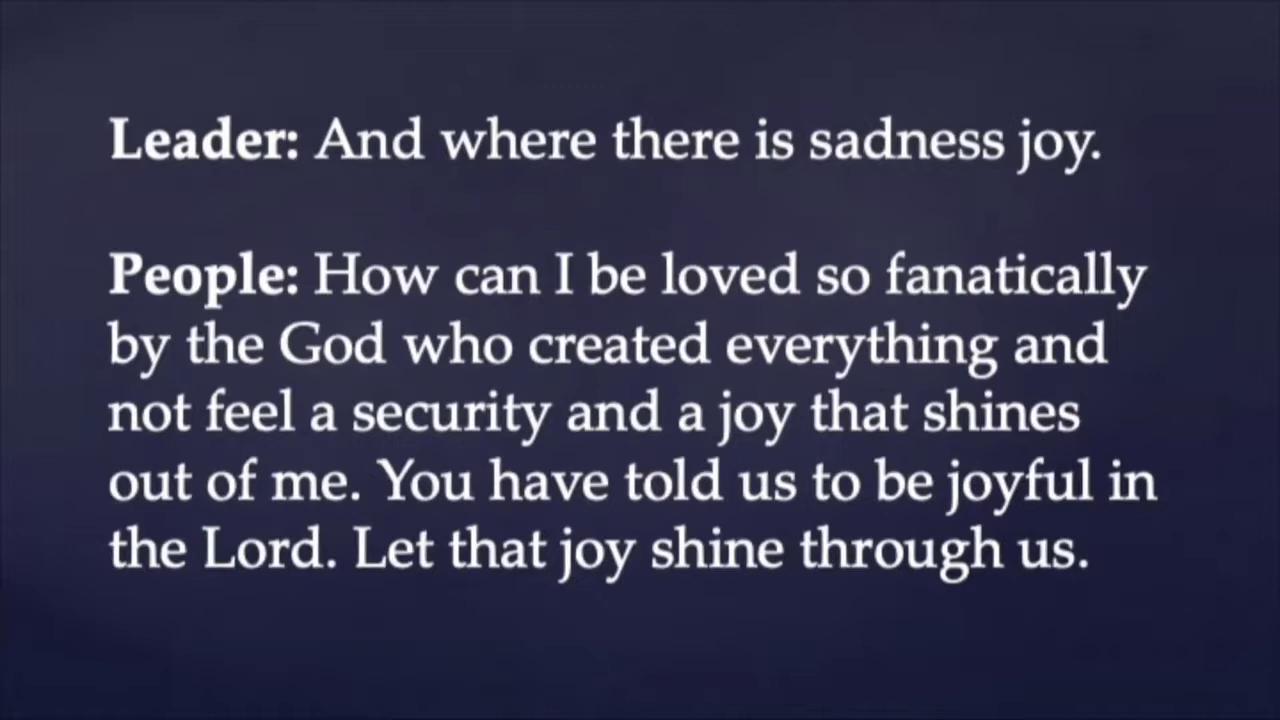 Leader: And where there is sadness joy.
People: How can I be loved so fanatically
by the God who created everything and
not feel a security and a joy that shines
out of me. You have told us to be joyful in
the Lord. Let that joy shine through us.